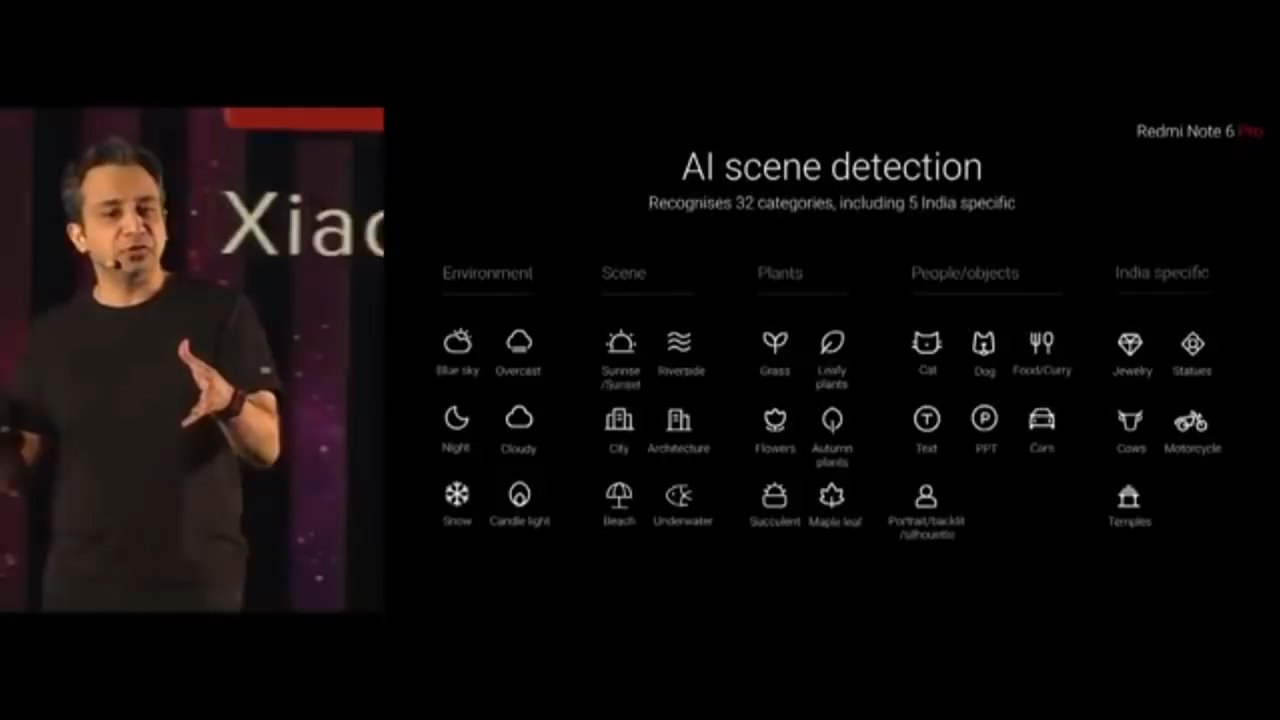 Xiao
Redmi Note 6 Pro
AI scene detection
Recognises 32 categories, including 5 India specific
Environment
Scene
Plants
People/objects
India specific
Blue sky
Overcast
Sunrise
/Sunset
Riverside
Grass
Leafy
plants
Cat
Dog
Food/Curry
Jewelry
Statues
Night
Cloudy
City
Architecture
Flowers
Autumn
plants
T
Text
P
PPT
Cars
Cows
Motorcycle
Snow
Candle light
Beach
Underwater
Succulent
Maple leaf
Portrait/backlit
/silhouette
Temples